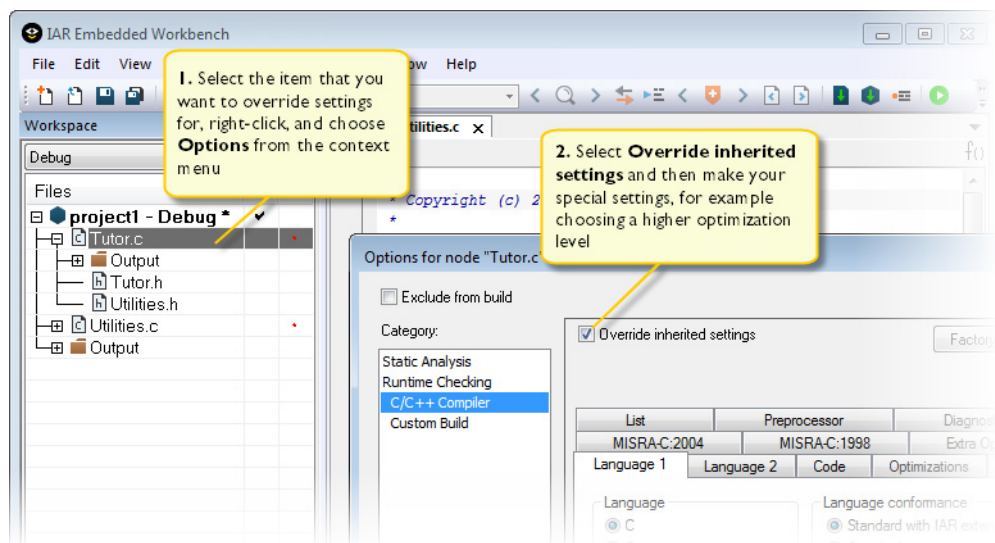 IAR Embedded Workbench
File Edit View
Help
1. Select the item that you
want to override settings
for, right-click, and choose
Options from the context
menu
Workspace
Debug
Files
project1 - Debug *
Tutor.c
Output
Tutor.h
Utilities.h
Utilities.c
Output
tilities.c x
f()
* Copyright (c) 2
*
2. Select Override inherited
settings and then make your
special settings, for example
choosing a higher optimization
level
Options for node "Tutor.c"
Exclude from build
Category:
Static Analysis
Runtime Checking
C/C++ Compiler
Custom Build
Override inherited settings
Factor
List Preprocessor Diagnos
MISRA-C:2004 MISRA-C:1998 Extra Op
Language 1 Language 2 Code Optimizations
Language Language conformance
C Standard with IAR exten